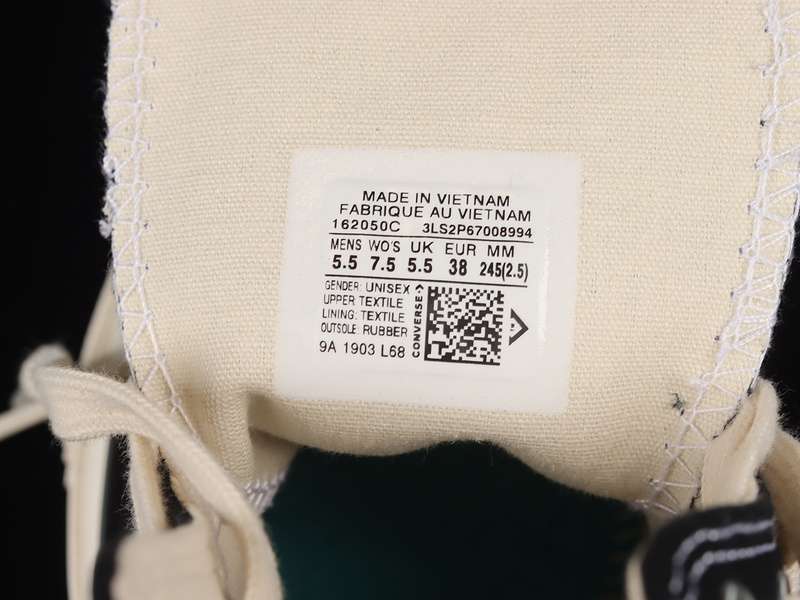 MADE IN VIETNAM
FABRIQUE AU VIETNAM
162050C 3LS2P67008994
MENS WO'S UK EUR MM
5.5 7.5 5.5 38 245(2.5)
GENDER: UNISEX
UPPER: TEXTILE
LINING: TEXTILE
OUTSOLE: RUBBER
CONVERSE
9A 1903 L68